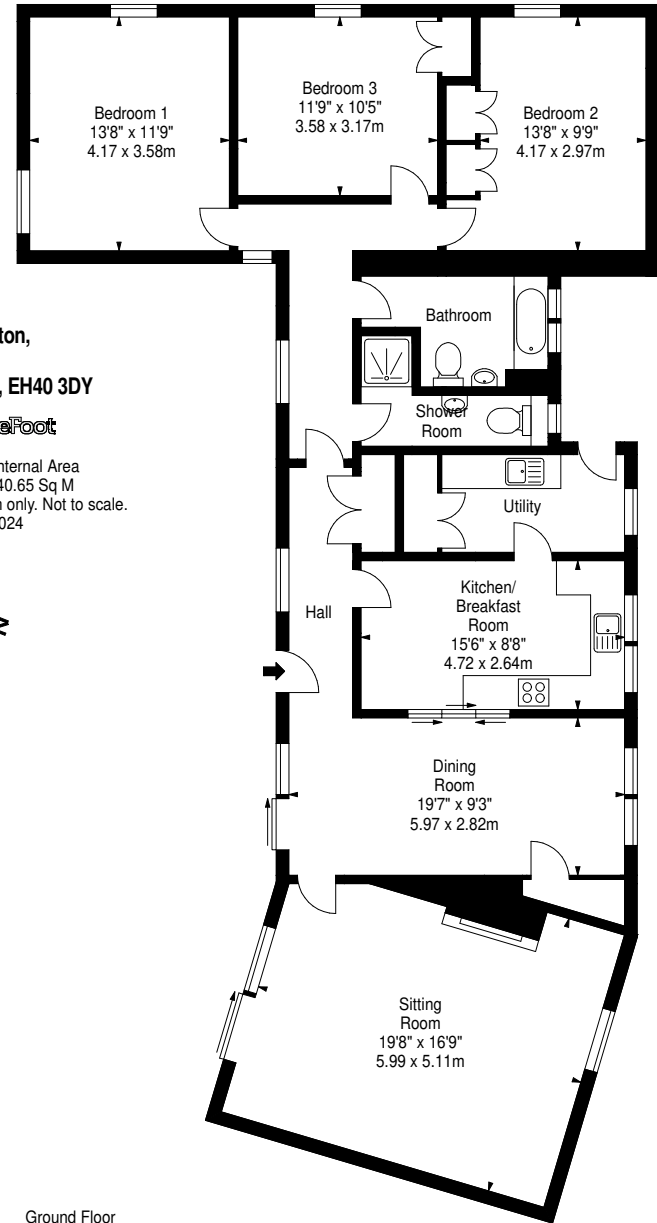 Bedroom 1
13'8" x 11'9"
4.17 x 3.58m
Bedroom 3
11'9" x 10'5"
3.58 x 3.17m
Bedroom 2
13'8" x 9'9"
4.17 x 2.97m
ton,
, EH40 3DY
eFoot
nternal Area
40.65 Sq M
n only. Not to scale.
024
Bathroom
Shower
Room
Utility
Kitchen/
Breakfast
Room
15'6" x 8'8"
4.72 x 2.64m
Hall
Dining
Room
19'7" x 9'3"
5.97 x 2.82m
Sitting
Room
19'8" x 16'9"
5.99 x 5.11m
Ground Floor